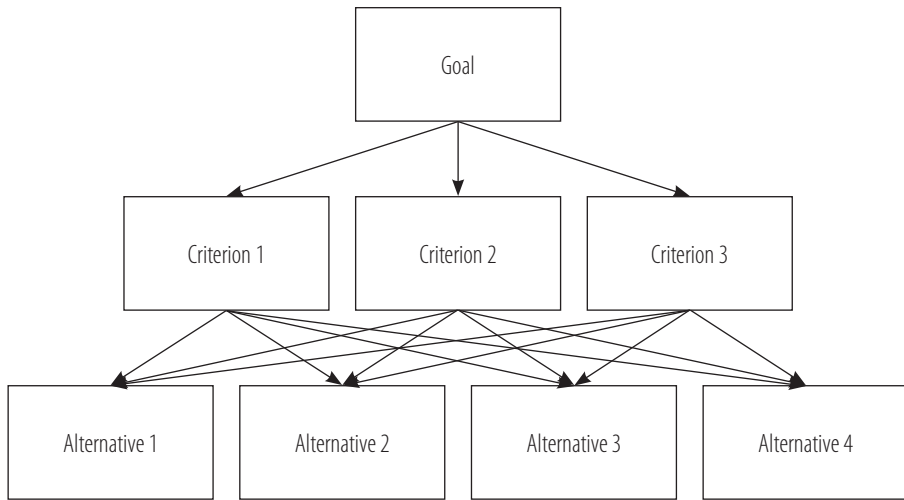 Goal
Criterion 1
Criterion 2
Criterion 3
Alternative 1
Alternative 2
Alternative 3
Alternative 4